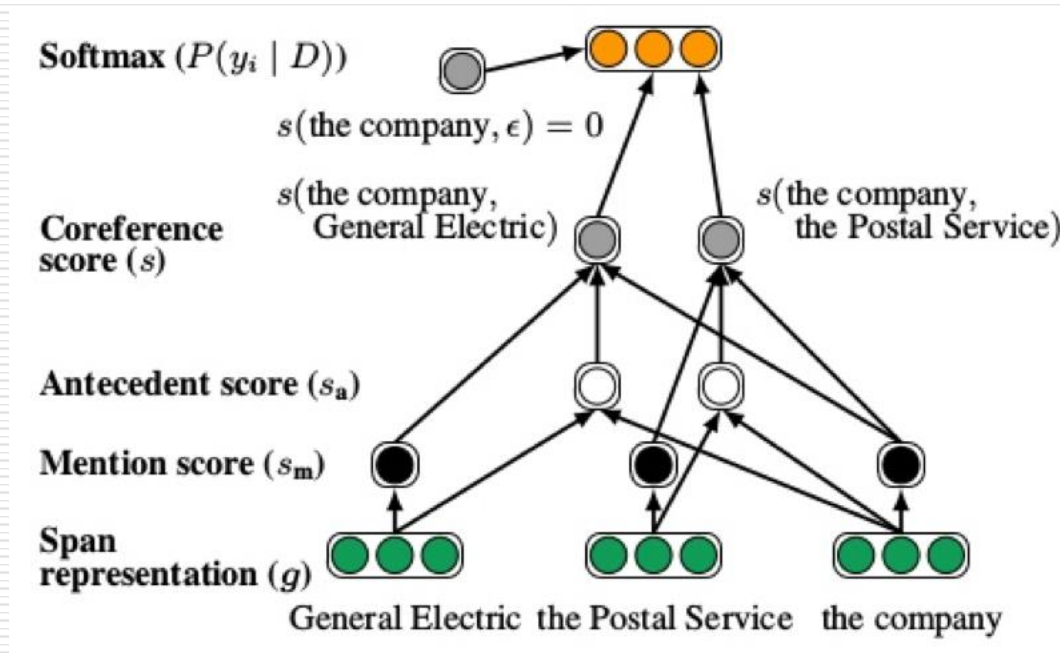 Softmax (P(yᵢ | D))
s(the company, ϵ) = 0
s(the company,
General Electric)
s(the company,
the Postal Service)
Coreference
score (s)
Antecedent score (sₐ)
Mention score (sₘ)
Span
representation (g)
General Electric the Postal Service the company